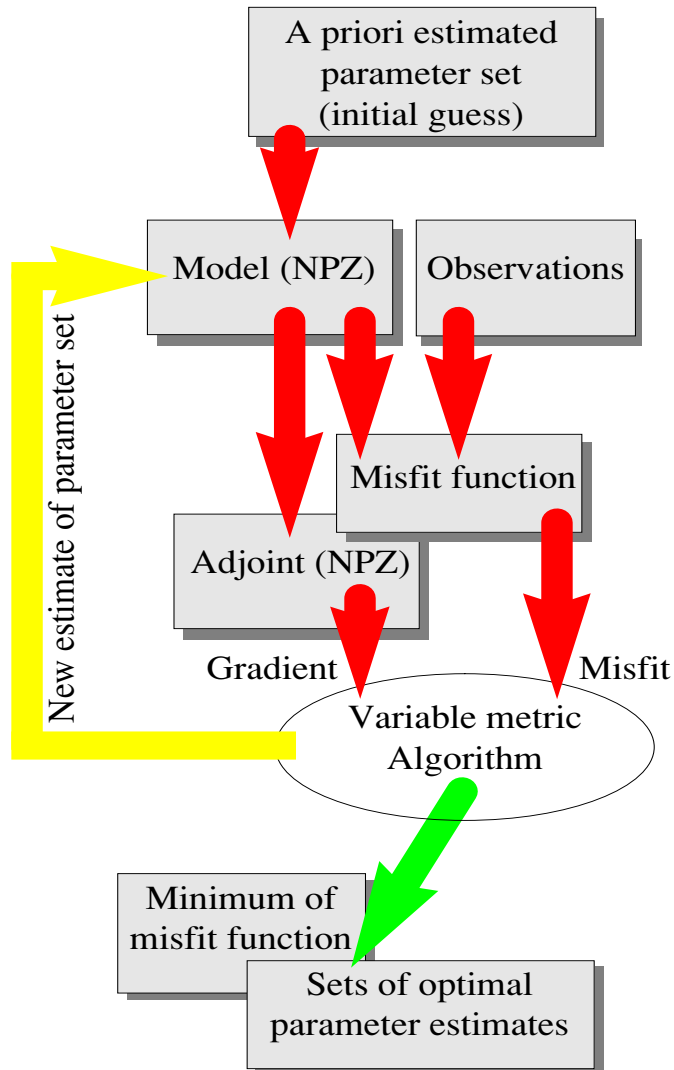 A priori estimated
parameter set
(initial guess)
Model (NPZ)
Observations
New estimate of parameter set
Misfit function
Adjoint (NPZ)
Gradient
Misfit
Variable metric
Algorithm
Minimum of
misfit function
Sets of optimal
parameter estimates